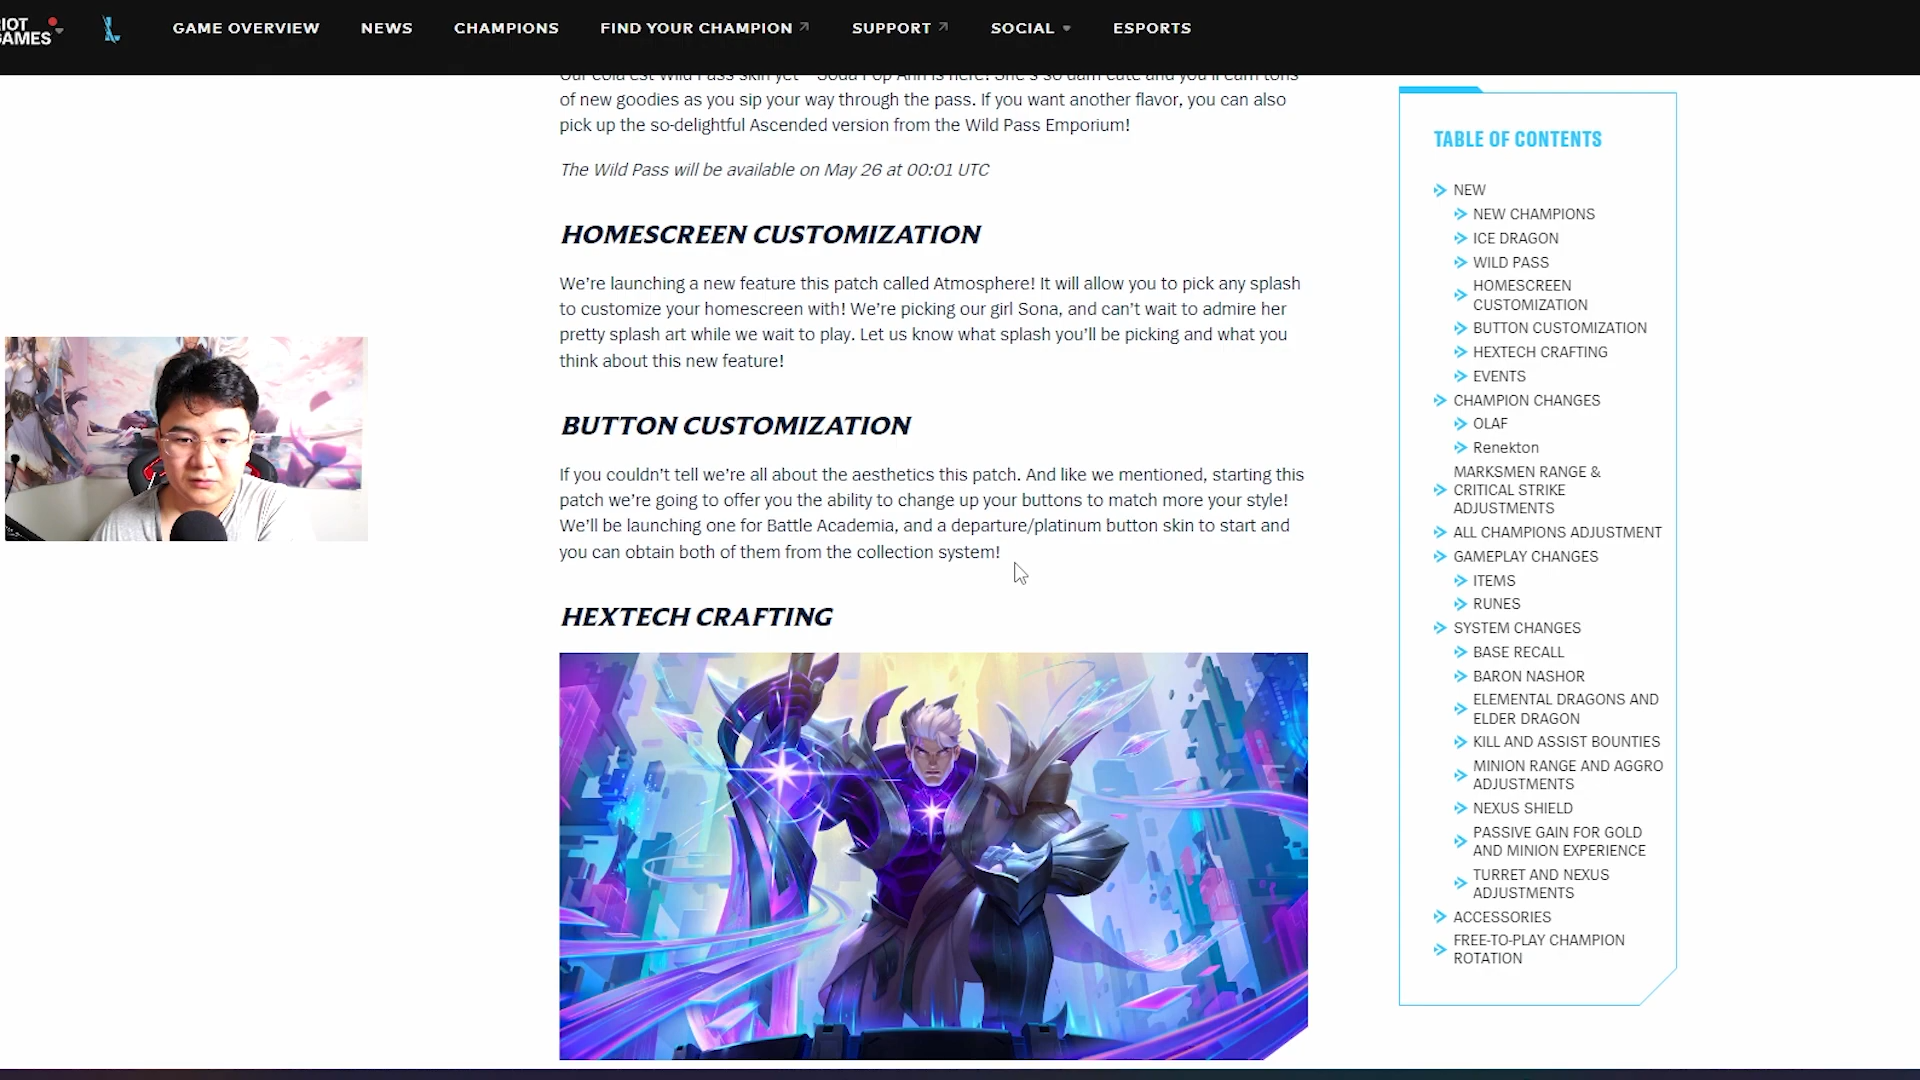 RIOT GAMES
GAME OVERVIEW
NEWS
CHAMPIONS
FIND YOUR CHAMPION
SUPPORT
SOCIAL
ESPORTS
Our cola'est Wild Pass skin yet – Soda Pop Ahri is here! She's so darn cute and you'll earn tons
of new goodies as you sip your way through the pass. If you want another flavor, you can also
pick up the so-delightful Ascended version from the Wild Pass Emporium!
The Wild Pass will be available on May 26 at 00:01 UTC
HOMESCREEN CUSTOMIZATION
We're launching a new feature this patch called Atmosphere! It will allow you to pick any splash
to customize your homescreen with! We're picking our girl Sona, and can't wait to admire her
pretty splash art while we wait to play. Let us know what splash you'll be picking and what you
think about this new feature!
BUTTON CUSTOMIZATION
If you couldn't tell we're all about the aesthetics this patch. And like we mentioned, starting this
patch we're going to offer you the ability to change up your buttons to match more your style!
We'll be launching one for Battle Academia, and a departure/platinum button skin to start and
you can obtain both of them from the collection system!
HEXTECH CRAFTING
TABLE OF CONTENTS
NEW
NEW CHAMPIONS
ICE DRAGON
WILD PASS
HOMESCREEN
CUSTOMIZATION
BUTTON CUSTOMIZATION
HEXTECH CRAFTING
EVENTS
CHAMPION CHANGES
OLAF
Renekton
MARKSMEN RANGE &
CRITICAL STRIKE
ADJUSTMENTS
ALL CHAMPIONS ADJUSTMENT
GAMEPLAY CHANGES
ITEMS
RUNES
SYSTEM CHANGES
BASE RECALL
BARON NASHOR
ELEMENTAL DRAGONS AND
ELDER DRAGON
KILL AND ASSIST BOUNTIES
MINION RANGE AND AGGRO
ADJUSTMENTS
NEXUS SHIELD
PASSIVE GAIN FOR GOLD
AND MINION EXPERIENCE
TURRET AND NEXUS
ADJUSTMENTS
ACCESSORIES
FREE-TO-PLAY CHAMPION
ROTATION